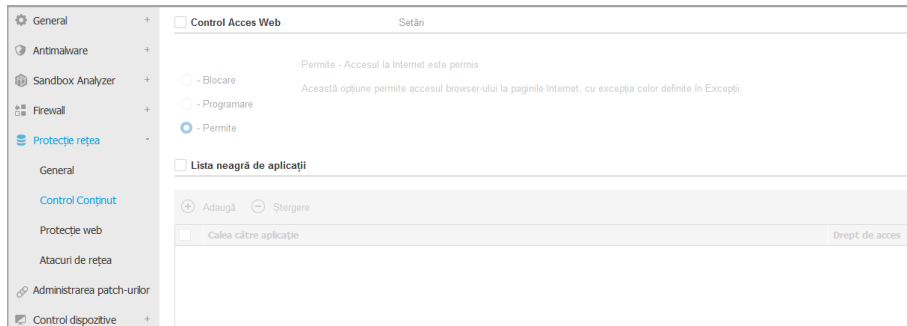 General +
Antimalware +
Sandbox Analyzer +
Firewall +
Protecție rețea -
General
Control Conținut
Protecție web
Atacuri de rețea
Administrarea patch-urilor
Control dispozitive +
Control Acces Web Setări
Permite - Accesul la Internet este permis
Această opțiune permite accesul browser-ului la paginile Internet, cu excepția celor definite în Excepții.
- Blocare
- Programare
- Permite
Lista neagră de aplicații
Adaugă Ștergere
Calea către aplicație Drept de acces